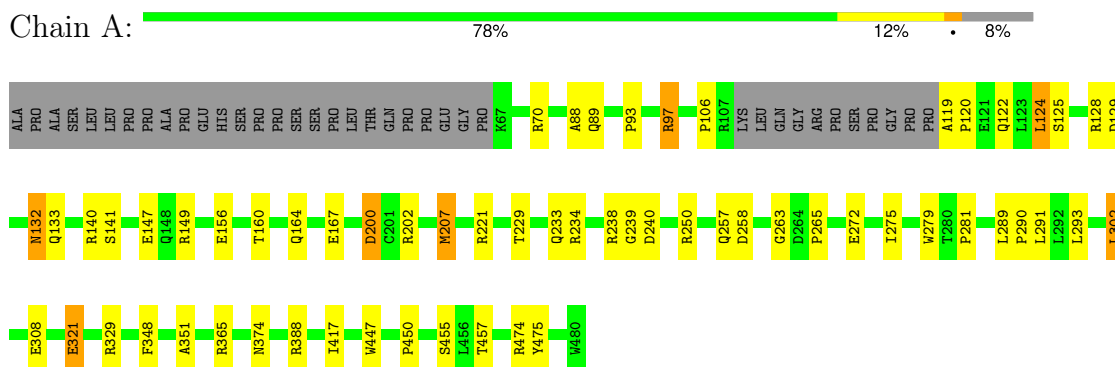 Chain A:
78% 12% • 8%
ALA PRO ALA SER LEU LEU PRO PRO ALA PRO GLU HIS SER PRO PRO SER SER PRO LEU THR GLN PRO PRO GLU GLY PRO K67 R70 A88 Q89 P93 R97 P106 R107 LYS LEU GLN GLY ARG PRO SER PRO GLY PRO PRO A119 P120 E121 Q122 L123 L124 S125 R128
N132 Q133 R140 S141 E147 Q148 R149 E156 T160 Q164 E167 D200 C201 R202 M207 R221 T229 Q233 R234 R238 G239 D240 R250 Q257 D258 G263 D264 P265 E272 I275 W279 T280 P281 L289 P290 L291 L292 L293
E308 E321 R329 F348 A351 R365 N374 R388 I417 W447 P450 S455 L456 T457 R474 Y475 W480